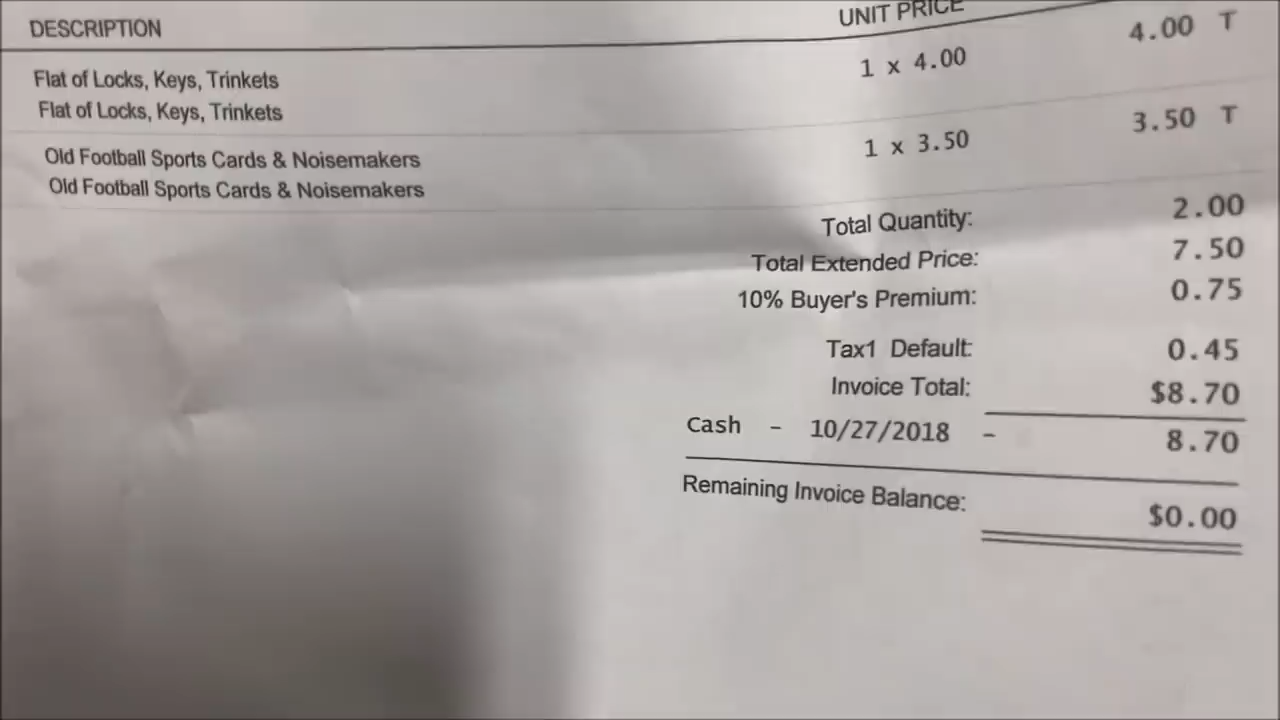 DESCRIPTION UNIT PRICE
Flat of Locks, Keys, Trinkets 1 x 4.00 4.00 T
Flat of Locks, Keys, Trinkets
Old Football Sports Cards & Noisemakers 1 x 3.50 3.50 T
Old Football Sports Cards & Noisemakers
Total Quantity: 2.00
Total Extended Price: 7.50
10% Buyer's Premium: 0.75
Tax1 Default: 0.45
Invoice Total: $8.70
Cash - 10/27/2018 - 8.70
Remaining Invoice Balance: $0.00